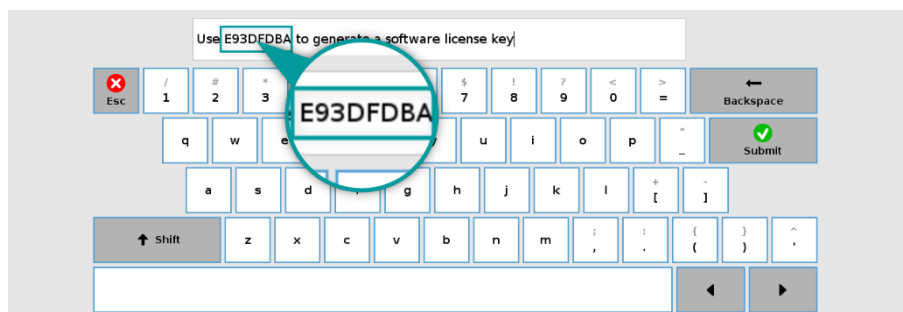 Use E93DFDBA to generate a software license key
E93DFDBA
Esc / 1 # 2 * 3 $ 7 ! 8 ? 9 < 0 > = Backspace
q w e u i o p " _ Submit
a s d g h j k l + [ - ]
Shift z x c v b n m ; , : . { ( } ) ^ '